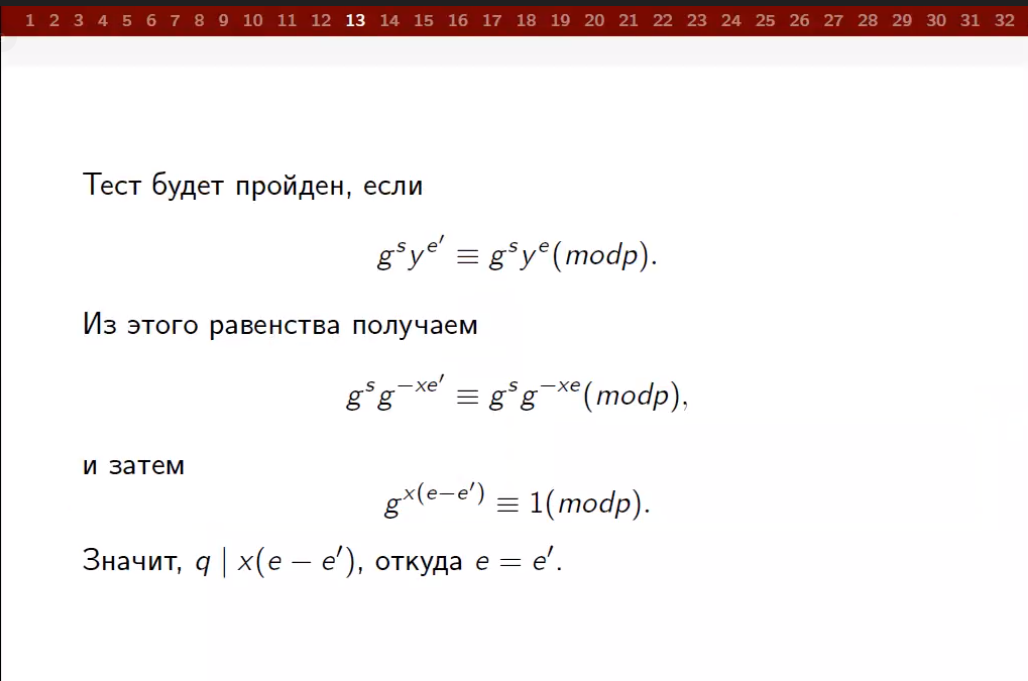 1 2 3 4 5 6 7 8 9 10 11 12 13 14 15 16 17 18 19 20 21 22 23 24 25 26 27 28 29 30 31 32
Тест будет пройден, если
$g^s y^{e'} \equiv g^s y^e (modp).$
Из этого равенства получаем
$g^s g^{-xe'} \equiv g^s g^{-xe} (modp),$
и затем
$g^{x(e-e')} \equiv 1(modp).$
Значит, $q \mid x(e - e')$, откуда $e = e'$.